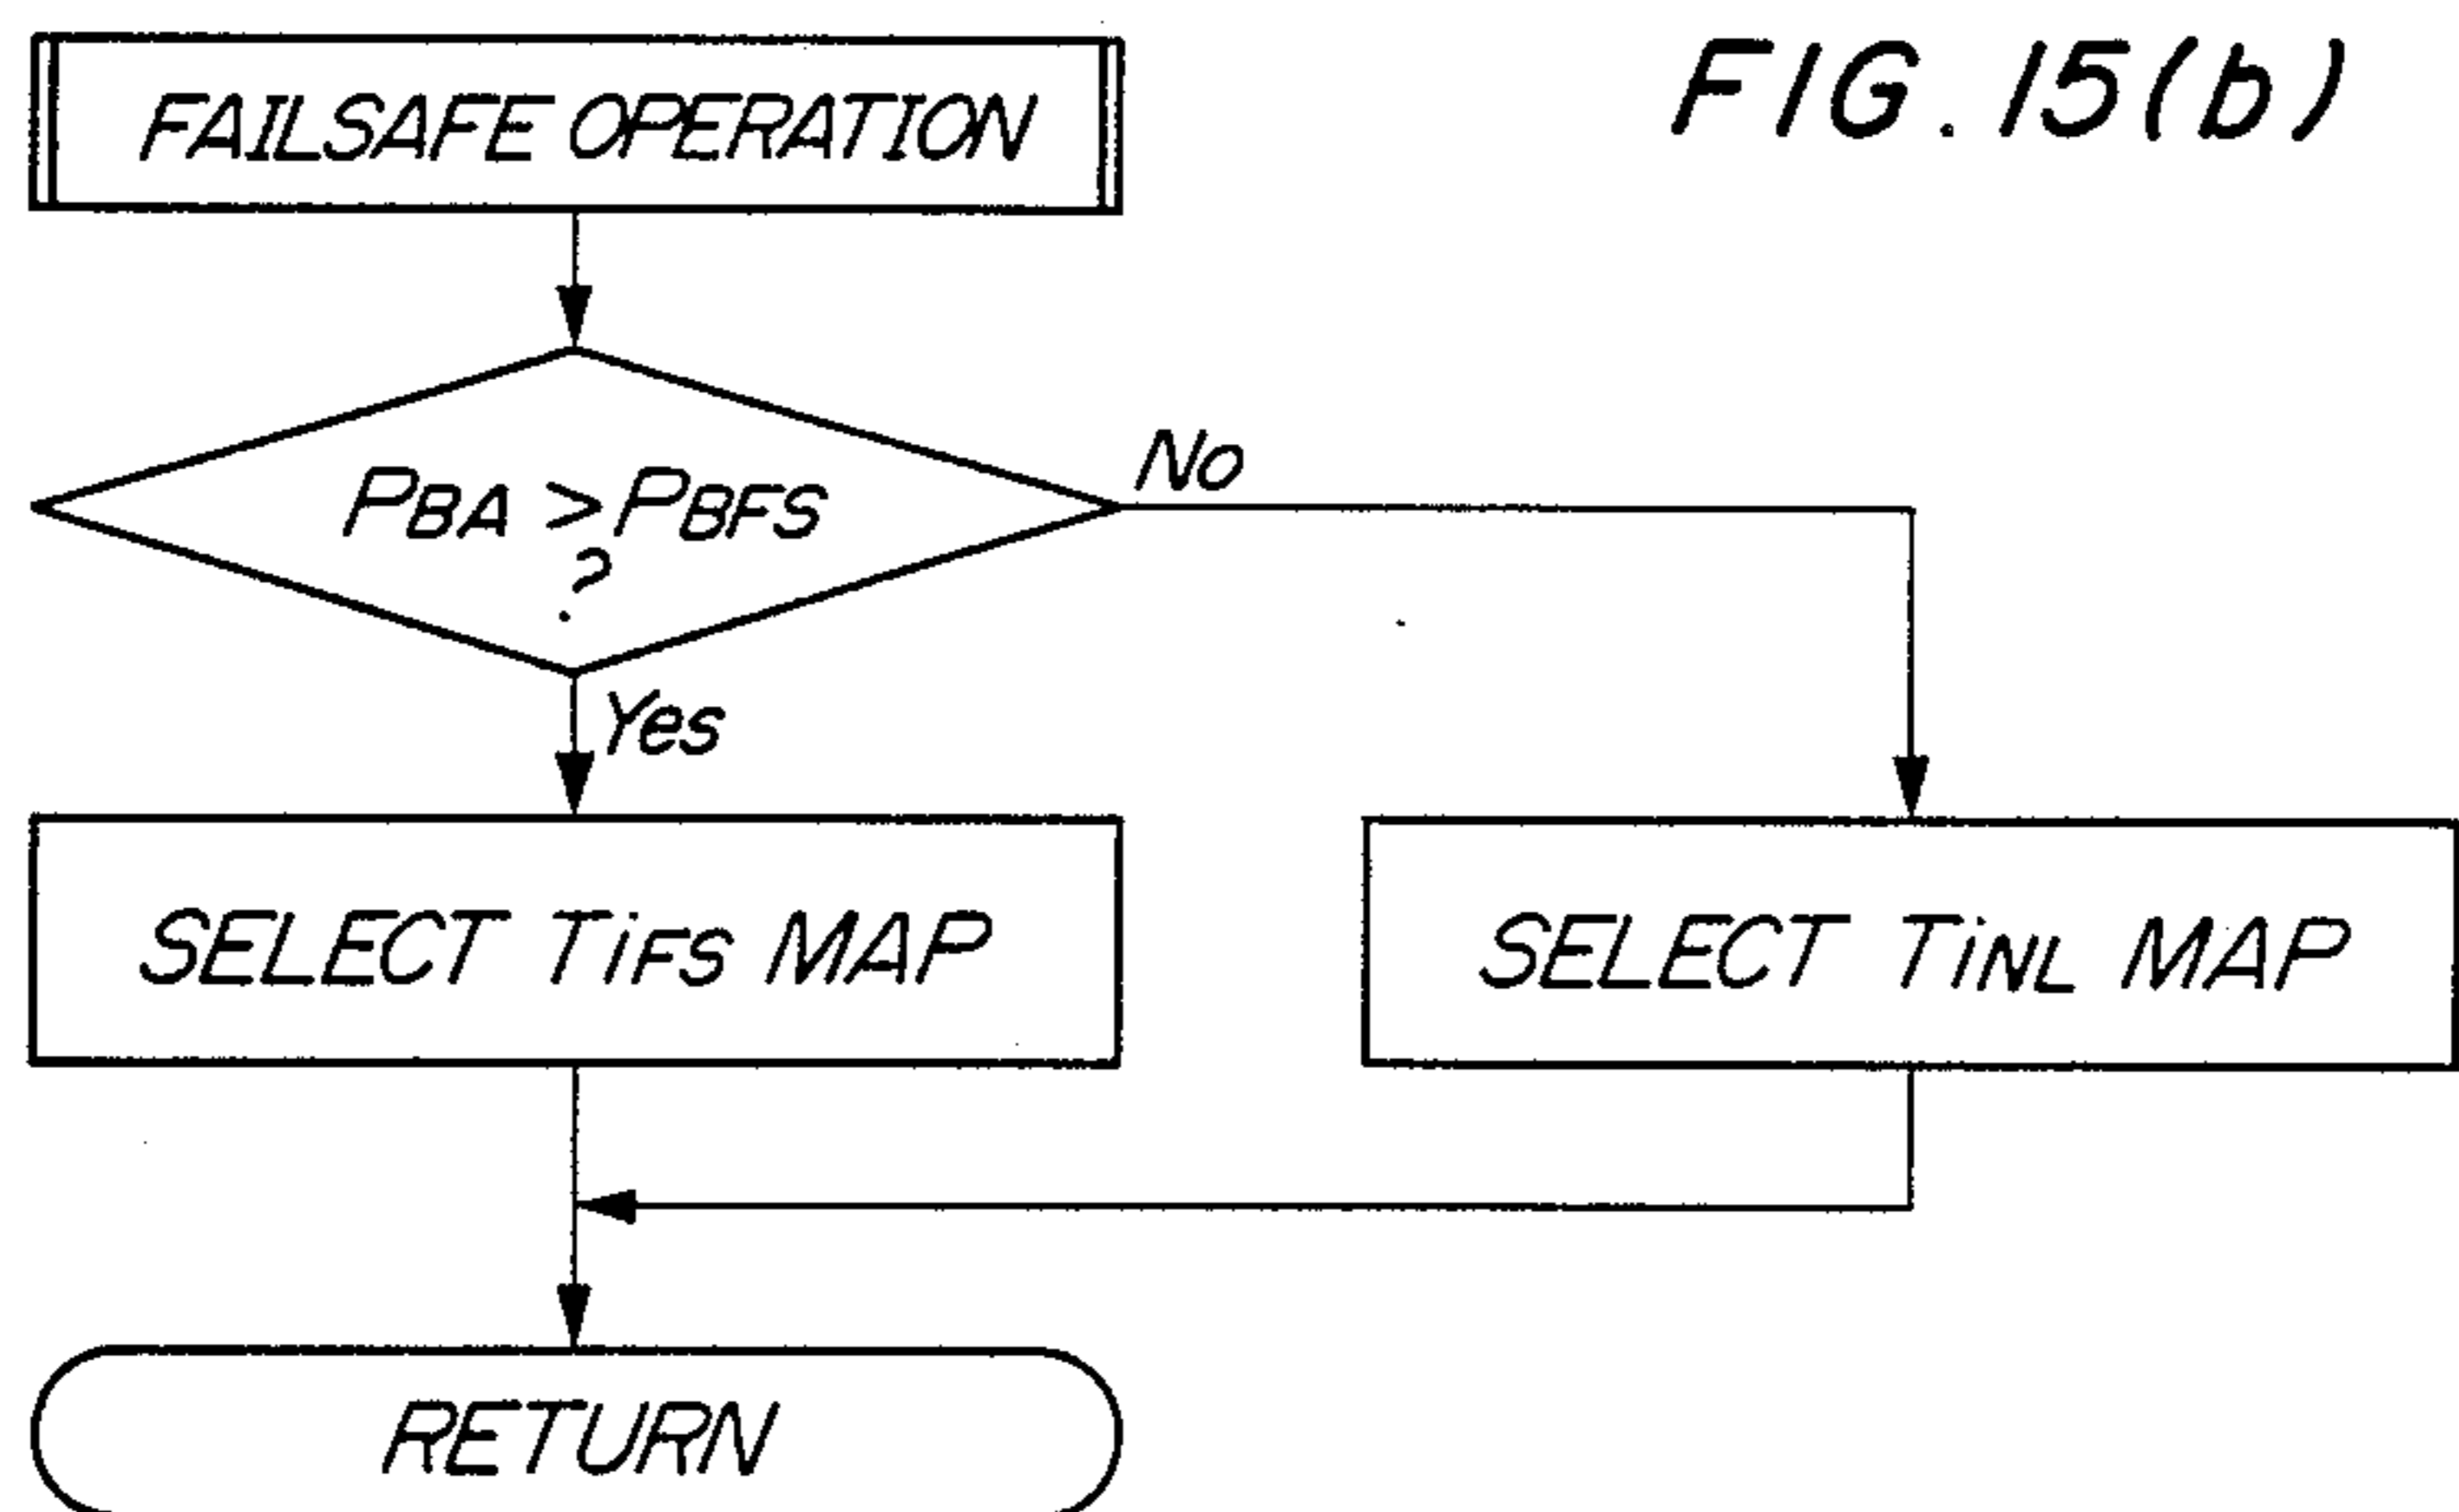 FIG. 15(b)
FAILSAFE OPERATION
PBA > PBFS
?
No
Yes
SELECT TiFS MAP
SELECT TiNL MAP
RETURN